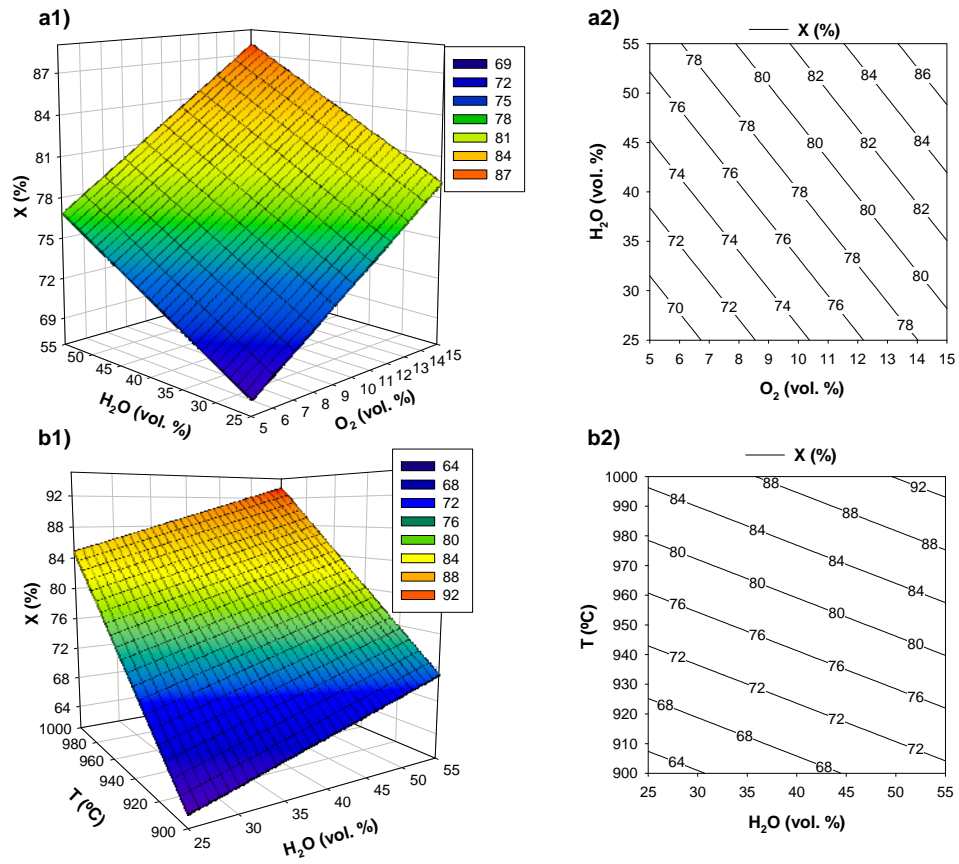 a1)
87
84
81
78
75
72
69
X (%)
55
50
45
40
35
30
25
H₂O (vol. %)
5
6
7
8
9
10
11
12
13
14
15
O₂ (vol. %)
69
72
75
78
81
84
87
a2)
X (%)
55
50
45
40
35
30
25
H₂O (vol. %)
78 80 82 84 86
76 78 80 82 84
74 76 78 80 82
72 74 76 78 80
70 72 74 76 78
5 6 7 8 9 10 11 12 13 14 15
O₂ (vol. %)
b1)
92
88
84
80
76
72
68
64
X (%)
1000
980
960
940
920
900
T (ºC)
25
30
35
40
45
50
55
H₂O (vol. %)
64
68
72
76
80
84
88
92
b2)
X (%)
1000
990
980
970
960
950
940
930
920
910
900
T (ºC)
84 88 92
80 84 88 88
76 80 84 84
72 76 80 80
68 72 76 76
64 68 72 72
68
25 30 35 40 45 50 55
H₂O (vol. %)